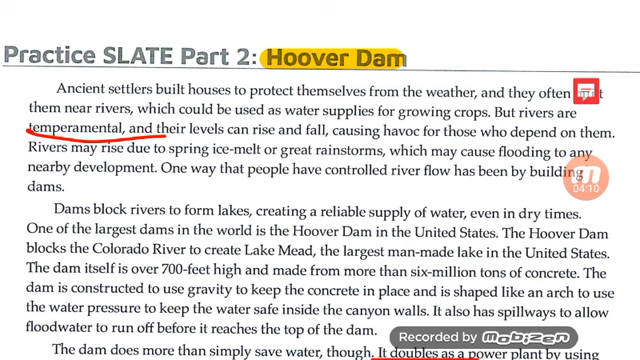 Practice SLATE Part 2: Hoover Dam
Ancient settlers built houses to protect themselves from the weather, and they often
them near rivers, which could be used as water supplies for growing crops. But rivers are
temperamental, and their levels can rise and fall, causing havoc for those who depend on them.
Rivers may rise due to spring ice-melt or great rainstorms, which may cause flooding to any
nearby development. One way that people have controlled river flow has been by building
dams.
04:10
Dams block rivers to form lakes, creating a reliable supply of water, even in dry times.
One of the largest dams in the world is the Hoover Dam in the United States. The Hoover Dam
blocks the Colorado River to create Lake Mead, the largest man-made lake in the United States.
The dam itself is over 700-feet high and made from more than six-million tons of concrete. The
dam is constructed to use gravity to keep the concrete in place and is shaped like an arch to use
the water pressure to keep the water safe inside the canyon walls. It also has spillways to allow
floodwater to run off before it reaches the top of the dam.
Recorded by
MOBIZEN
The dam does more than simply save water, though. It doubles as a power plant by using